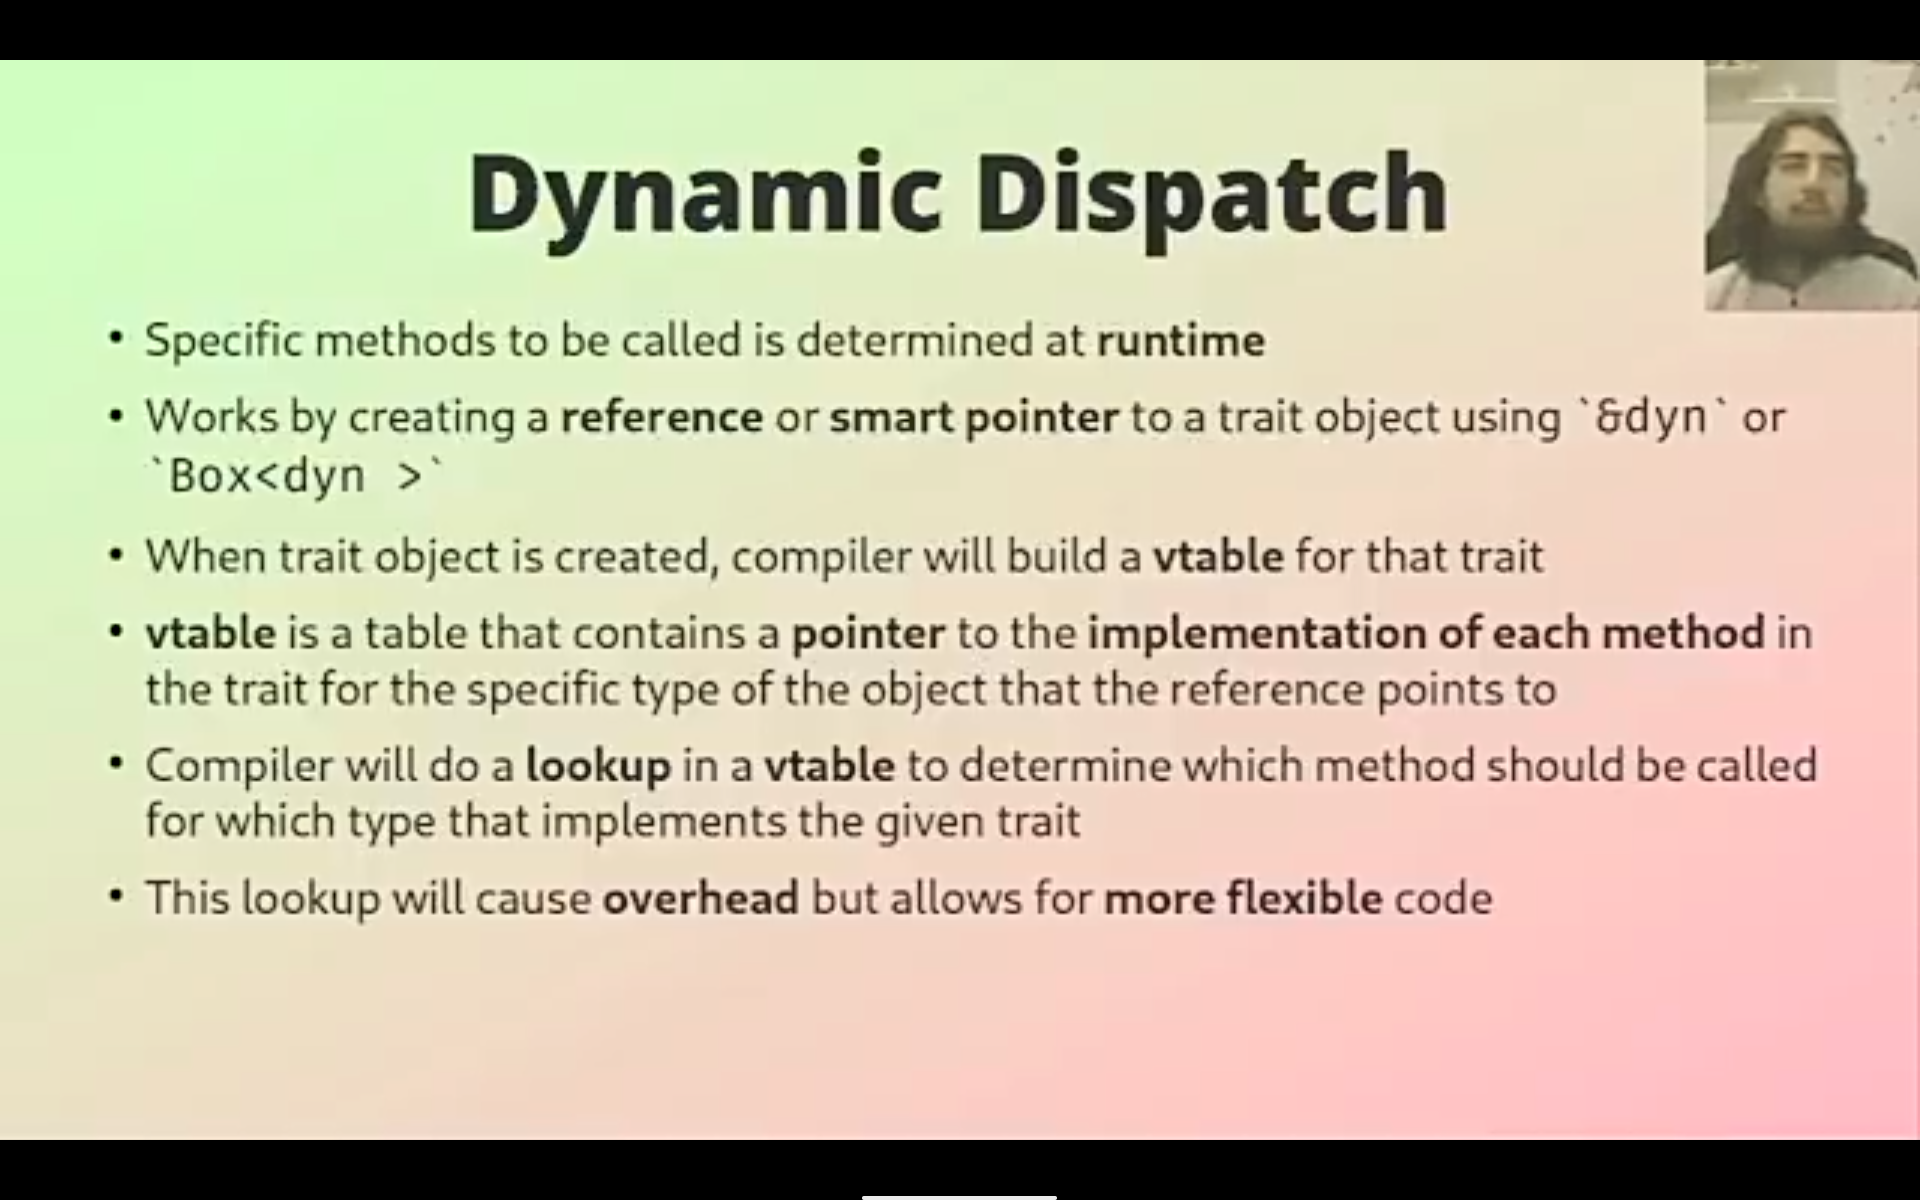 Dynamic Dispatch
• Specific methods to be called is determined at runtime
• Works by creating a reference or smart pointer to a trait object using `&dyn` or
`Box<dyn >`
• When trait object is created, compiler will build a vtable for that trait
• vtable is a table that contains a pointer to the implementation of each method in
the trait for the specific type of the object that the reference points to
• Compiler will do a lookup in a vtable to determine which method should be called
for which type that implements the given trait
• This lookup will cause overhead but allows for more flexible code